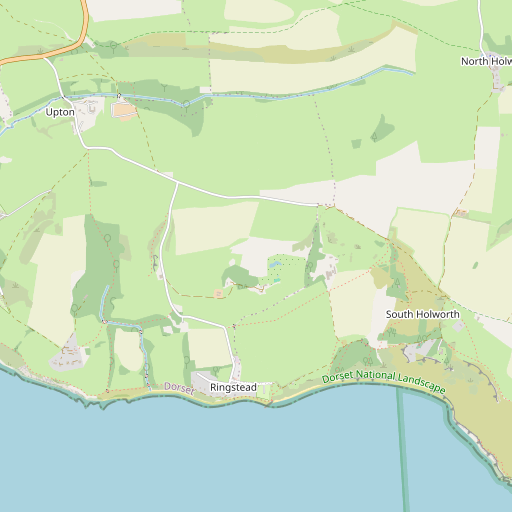 North Holw
Upton
South Holworth
Dorset National Landscape
Dorset
Ringstead